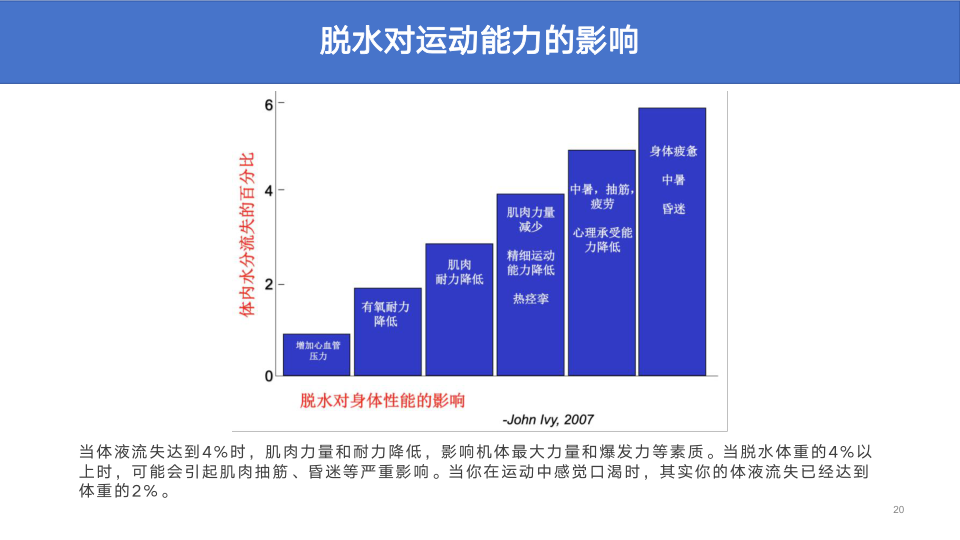 脱水对运动能力的影响
6
4
2
0
体内水分流失的百分比
增加心血管
压力
有氧耐力
降低
肌肉
耐力降低
肌肉力量
减少
精细运动
能力降低
热痉挛
中暑，抽筋，
疲劳
心理承受能
力降低
身体疲惫
中暑
昏迷
脱水对身体性能的影响
-John Ivy, 2007
当体液流失达到4%时，肌肉力量和耐力降低，影响机体最大力量和爆发力等素质。当脱水体重的4%以
上时，可能会引起肌肉抽筋、昏迷等严重影响。当你在运动中感觉口渴时，其实你的体液流失已经达到
体重的2%。
20